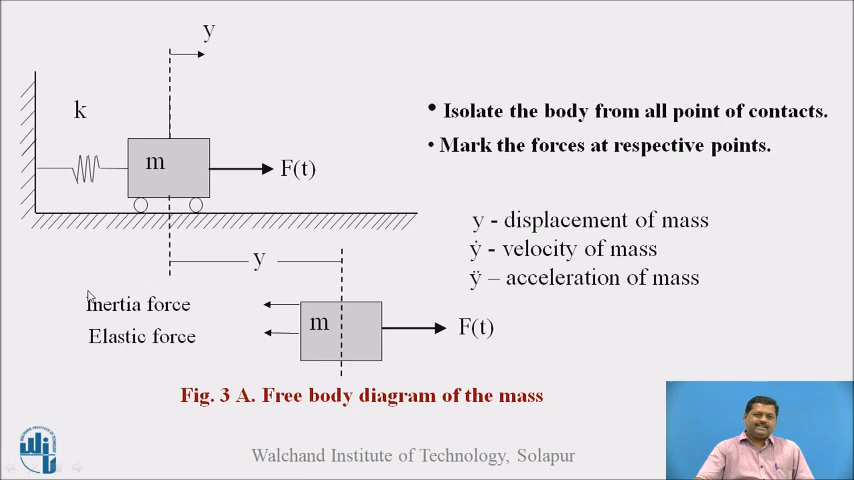 y
k
• Isolate the body from all point of contacts.
• Mark the forces at respective points.
m
F(t)
y - displacement of mass
ẏ - velocity of mass
ÿ – acceleration of mass
y
Inertia force
Elastic force
m
F(t)
Fig. 3 A. Free body diagram of the mass
Walchand Institute of Technology, Solapur